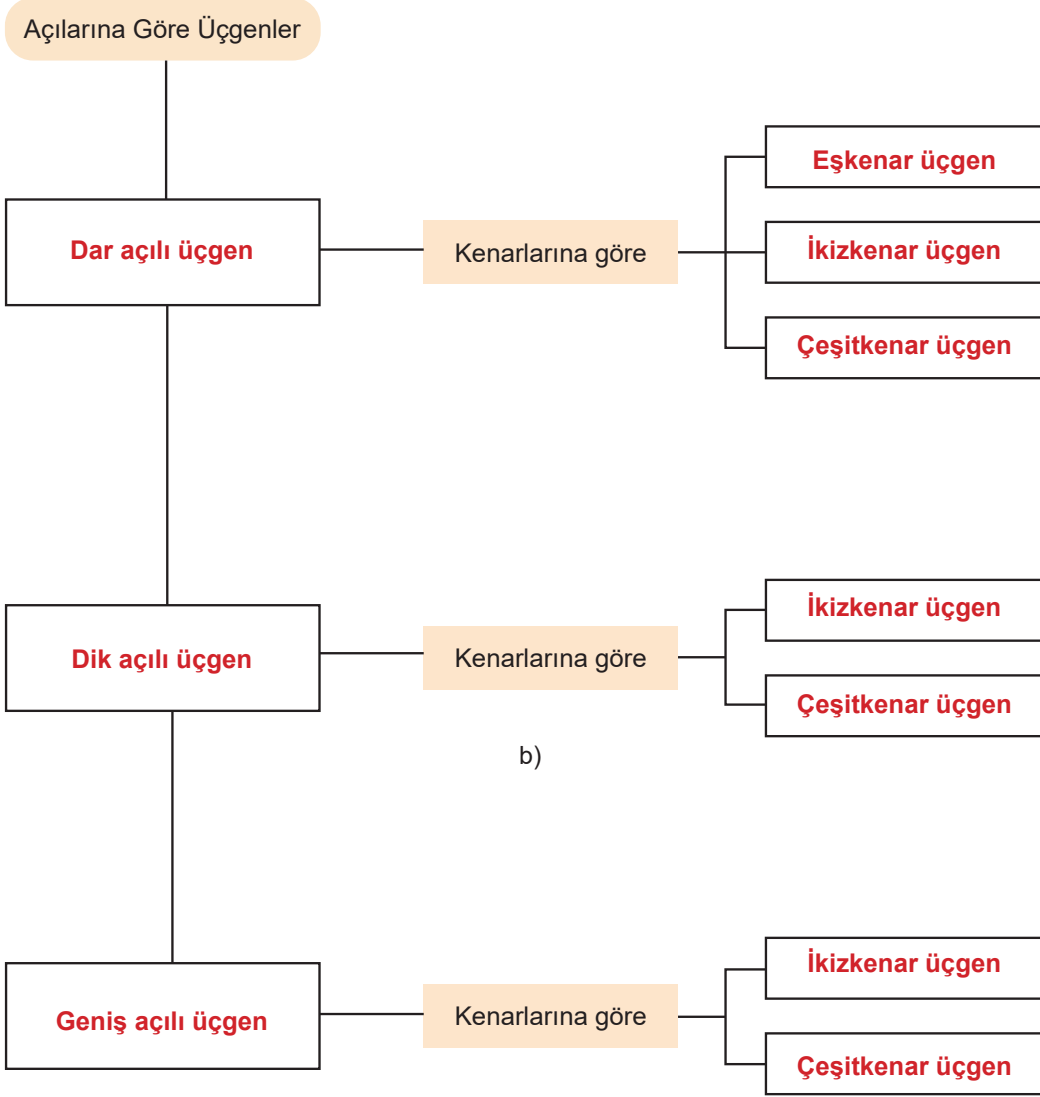 Açılarına Göre Üçgenler
Eşkenar üçgen
Dar açılı üçgen
Kenarlarına göre
İkizkenar üçgen
Çeşitkenar üçgen
İkizkenar üçgen
Dik açılı üçgen
Kenarlarına göre
Çeşitkenar üçgen
b)
İkizkenar üçgen
Geniş açılı üçgen
Kenarlarına göre
Çeşitkenar üçgen